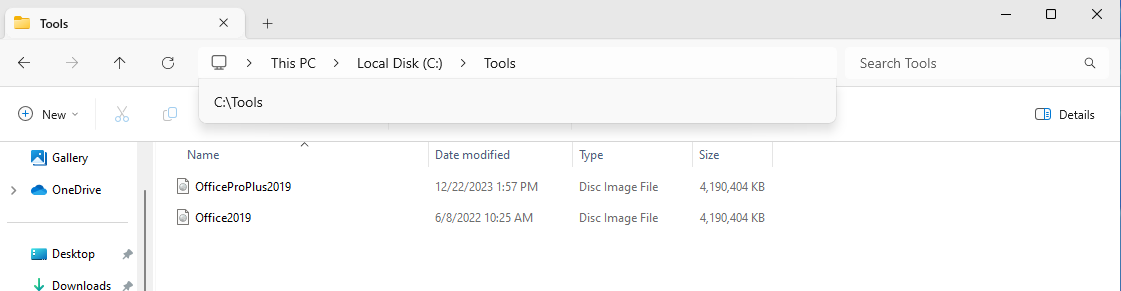 Tools
This PC > Local Disk (C:) > Tools
Search Tools
C:\Tools
New
Details
Gallery
OneDrive
Desktop
Downloads
Name Date modified Type Size
OfficeProPlus2019 12/22/2023 1:57 PM Disc Image File 4,190,404 KB
Office2019 6/8/2022 10:25 AM Disc Image File 4,190,404 KB